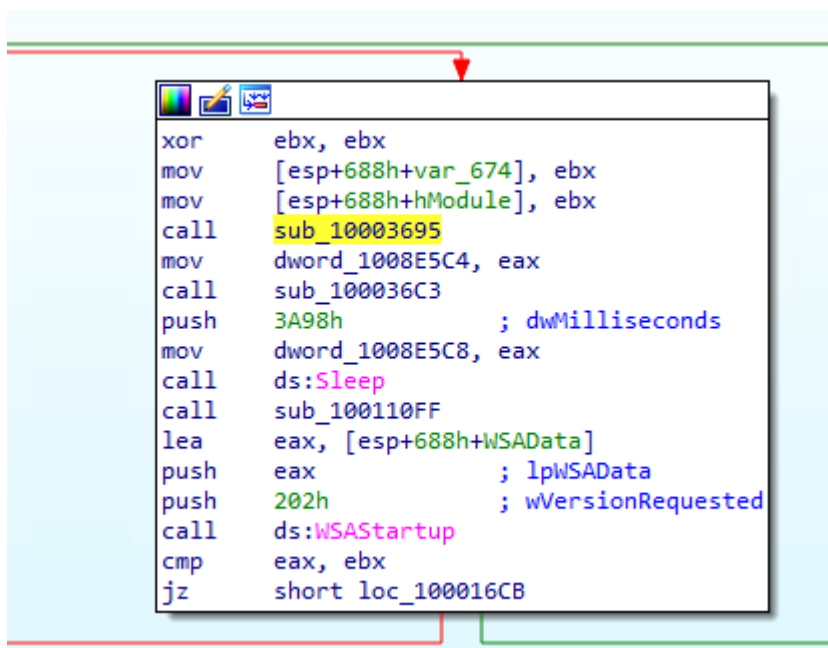 xor ebx, ebx
mov [esp+688h+var_674], ebx
mov [esp+688h+hModule], ebx
call sub_10003695
mov dword_1008E5C4, eax
call sub_100036C3
push 3A98h ; dwMilliseconds
mov dword_1008E5C8, eax
call ds:Sleep
call sub_100110FF
lea eax, [esp+688h+WSAData]
push eax ; lpWSAData
push 202h ; wVersionRequested
call ds:WSAStartup
cmp eax, ebx
jz short loc_100016CB